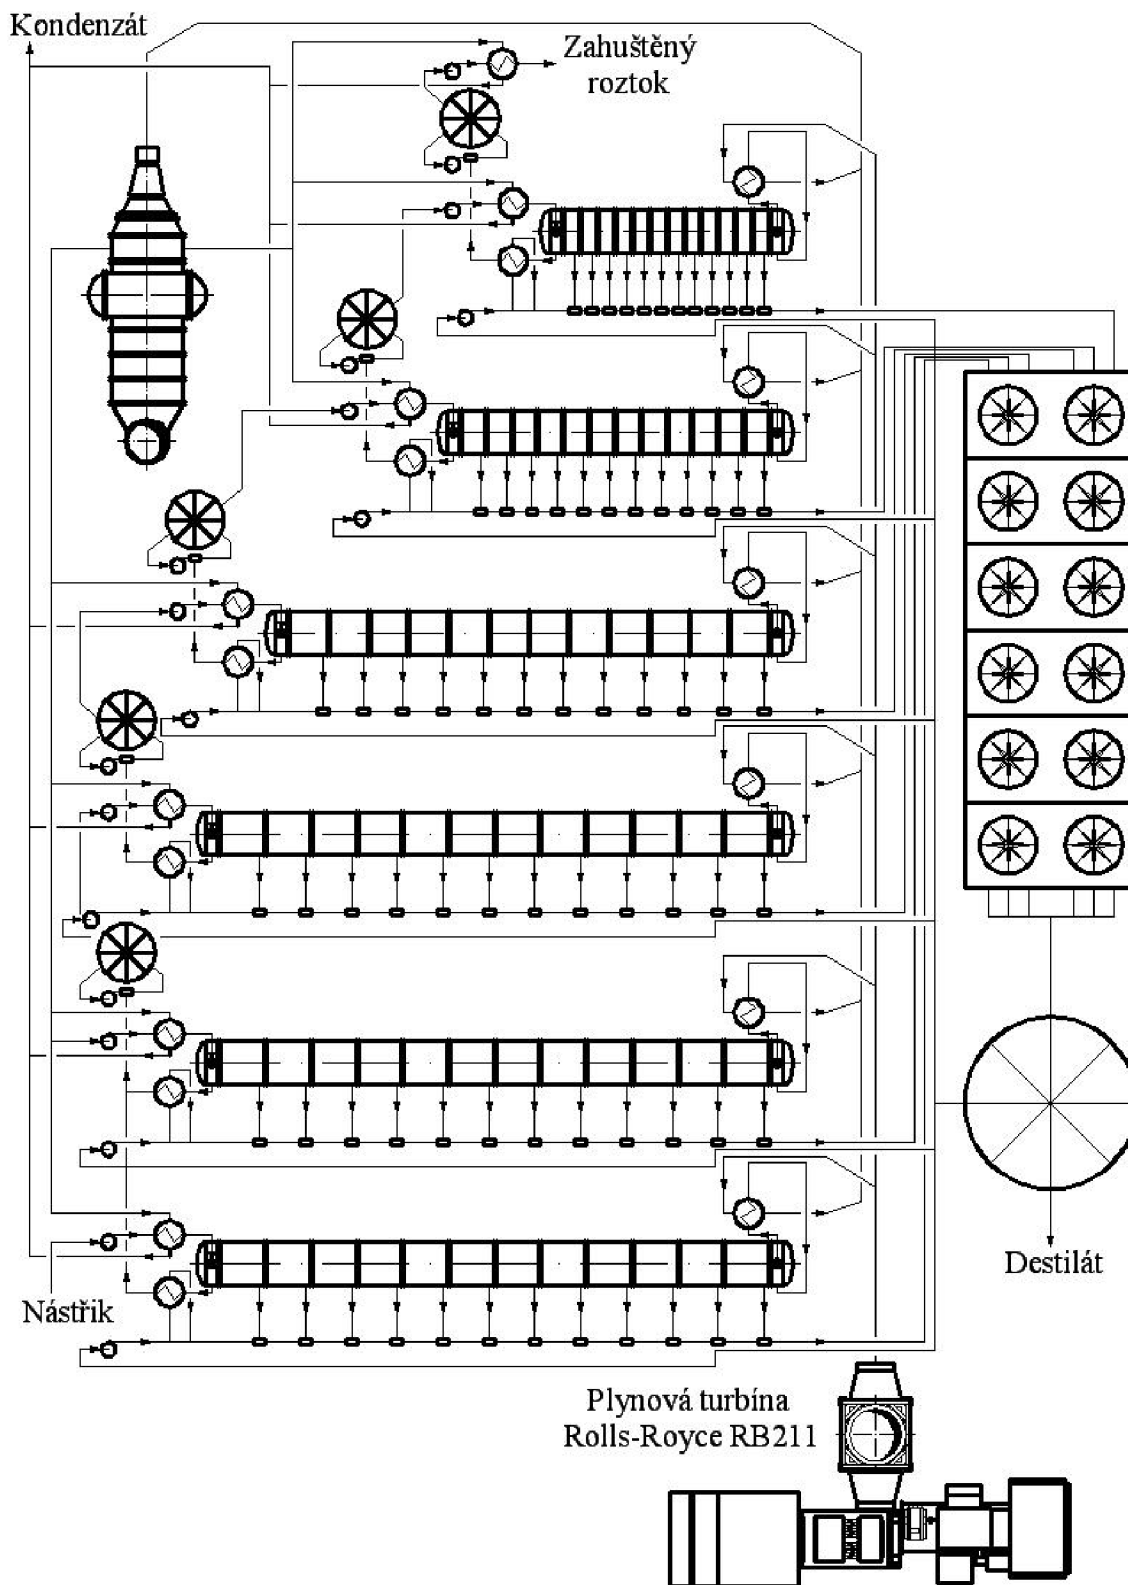 Kondenzát
Zahuštěný
roztok
Destilát
Nástřik
Plynová turbína
Rolls-Royce RB211